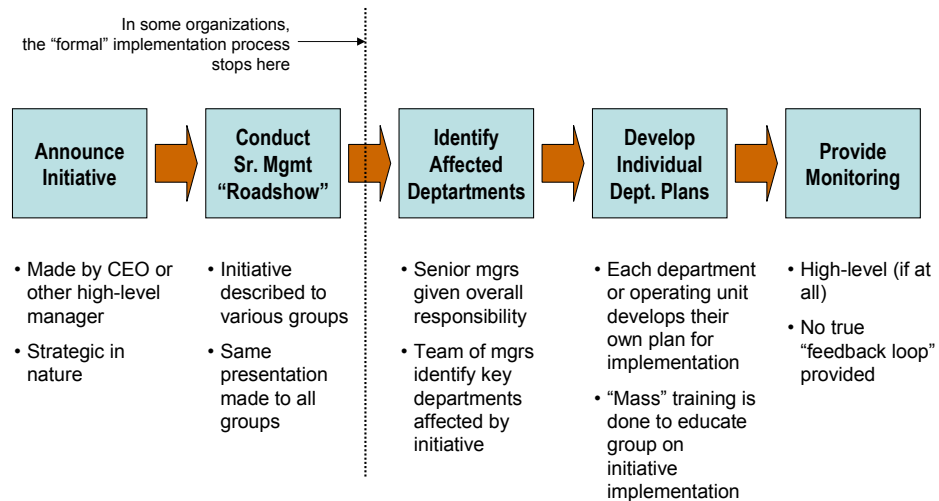 In some organizations,
the “formal” implementation process
stops here
Announce
Initiative
Conduct
Sr. Mgmt
“Roadshow”
Identify
Affected
Deptartments
Develop
Individual
Dept. Plans
Provide
Monitoring
• Made by CEO or
other high-level
manager
• Strategic in
nature
• Initiative
described to
various groups
• Same
presentation
made to all
groups
• Senior mgrs
given overall
responsibility
• Team of mgrs
identify key
departments
affected by
initiative
• Each department
or operating unit
develops their
own plan for
implementation
• “Mass” training is
done to educate
group on
initiative
implementation
• High-level (if at
all)
• No true
“feedback loop”
provided